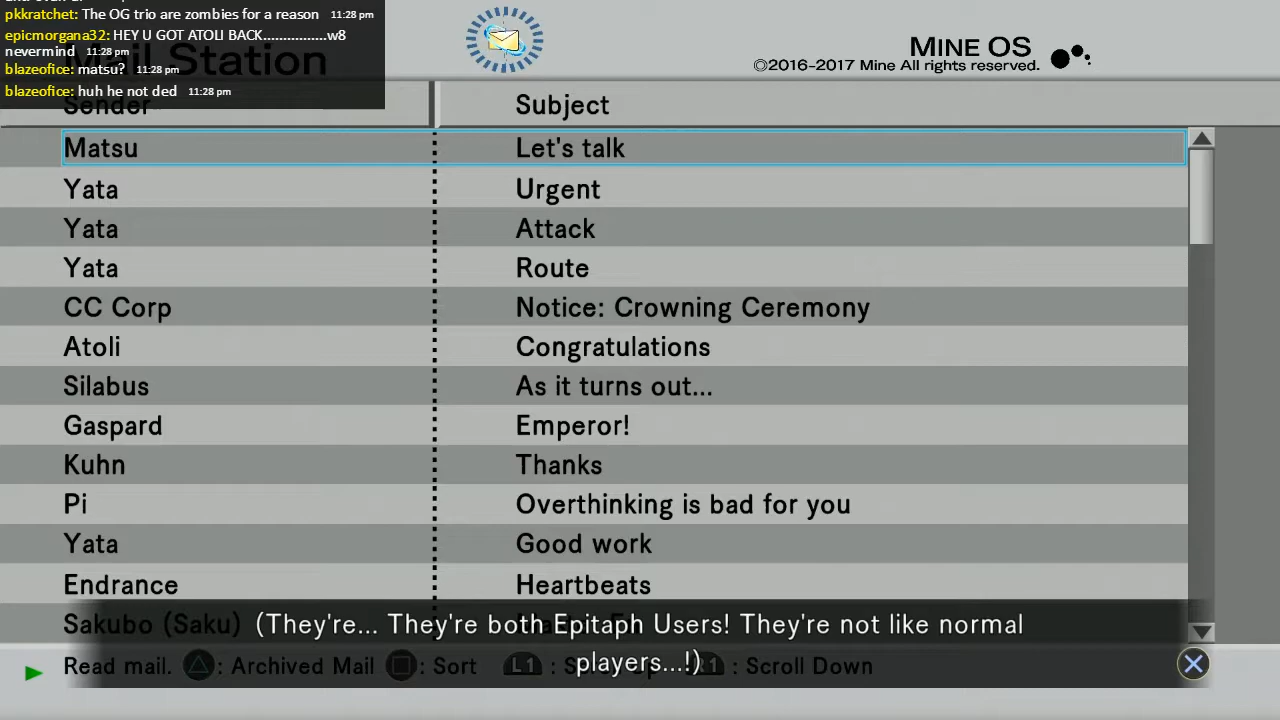 pkkratchet: The OG trio are zombies for a reason 11:28 pm
epicmorgana32: HEY U GOT ATOLI BACK................w8
nevermind 11:28 pm
blazeofice: matsu? 11:28 pm
blazeofice: huh he not ded 11:28 pm
Mail Station
MINE OS
©2016-2017 Mine All rights reserved.
Sender Subject
Matsu Let's talk
Yata Urgent
Yata Attack
Yata Route
CC Corp Notice: Crowning Ceremony
Atoli Congratulations
Silabus As it turns out...
Gaspard Emperor!
Kuhn Thanks
Pi Overthinking is bad for you
Yata Good work
Endrance Heartbeats
Sakubo (Saku)
(They're... They're both Epitaph Users! They're not like normal
players...!)
Read mail. : Archived Mail : Sort L1 : R1 : Scroll Down